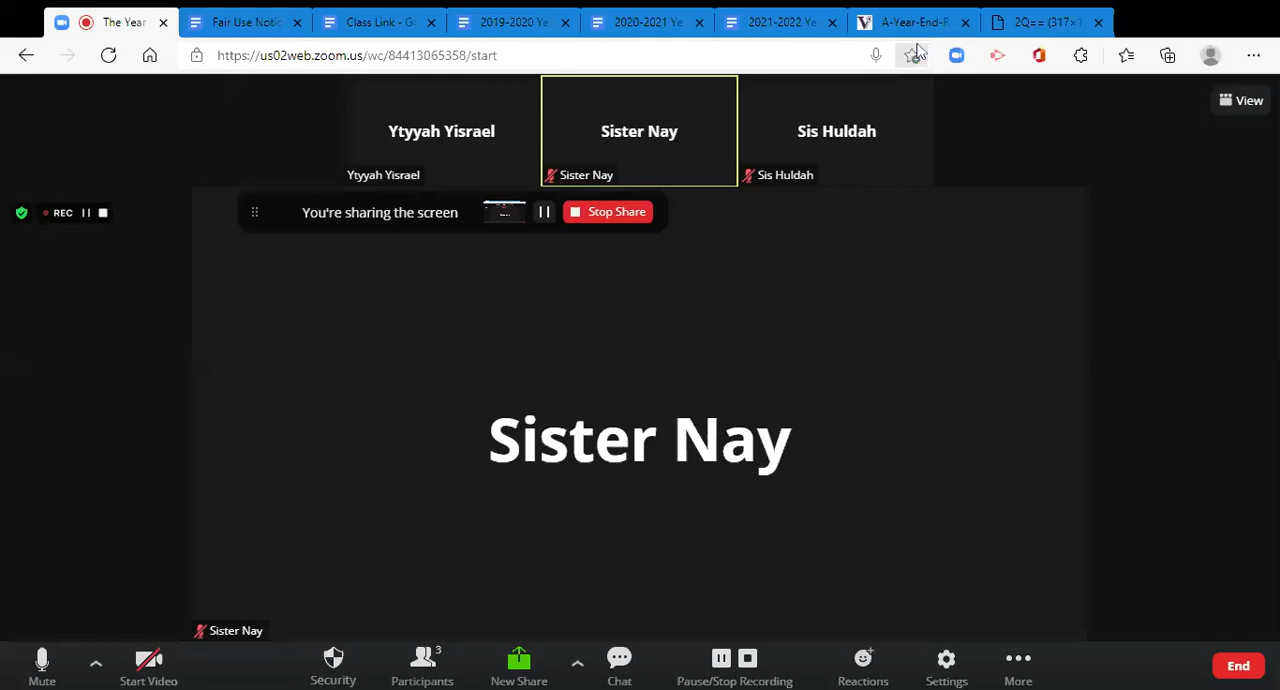 The Year
Fair Use Notic
Class Link - G
2019-2020 Ye
2020-2021 Ye
2021-2022 Ye
A-Year-End-R
2Q== (317×1
https://us02web.zoom.us/wc/84413065358/start
Ytyyah Yisrael
Sister Nay
Sis Huldah
View
Ytyyah Yisrael
Sister Nay
Sis Huldah
REC
You're sharing the screen
Stop Share
Sister Nay
Sister Nay
3
Mute
Start Video
Security
Participants
New Share
Chat
Pause/Stop Recording
Reactions
Settings
More
End